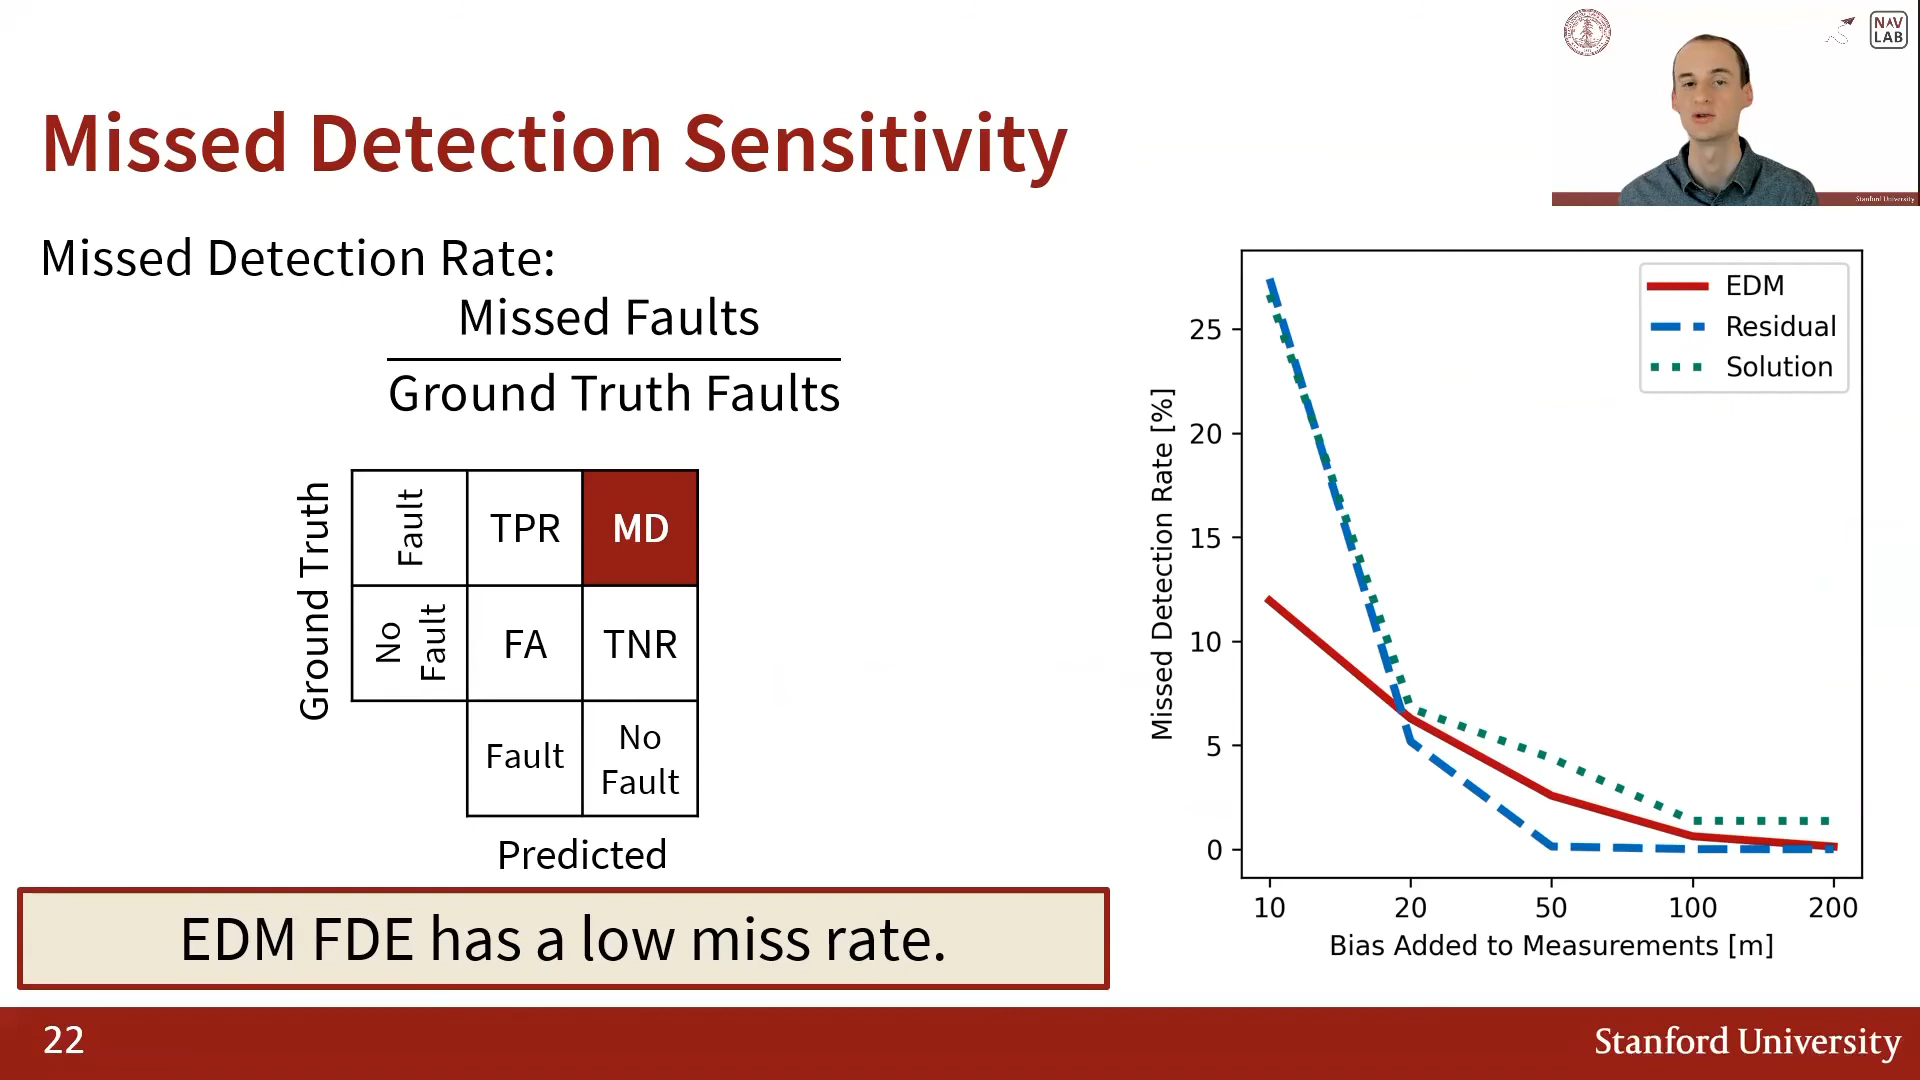 NAV
LAB
Stanford University
Missed Detection Sensitivity
Missed Detection Rate:
Missed Faults
Ground Truth Faults
Ground Truth
Fault
TPR
MD
No
Fault
FA
TNR
Fault
No
Fault
Predicted
EDM FDE has a low miss rate.
EDM
Residual
Solution
Missed Detection Rate [%]
25
20
15
10
5
0
10
20
50
100
200
Bias Added to Measurements [m]
22
Stanford University